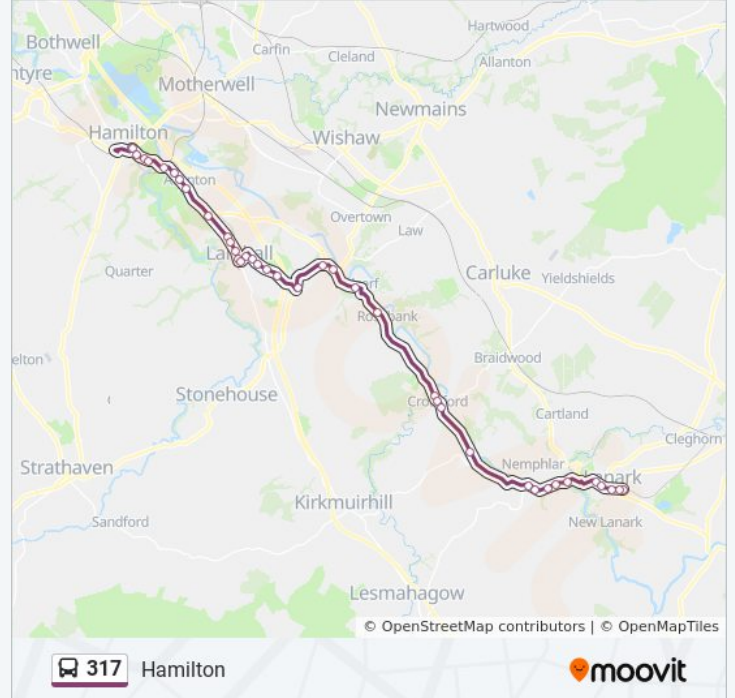 Hartwood
Bothwell
Carfin
Cleland
Allanton
ntyre
Motherwell
Newmains
Hamilton
Wishaw
Overtown
Law
Quarter
Carluke
Yieldshields
elton
Braidwood
Stonehouse
Cartland
Cleghorn
Strathaven
Nemphlar
Kirkmuirhill
Sandford
New Lanark
Lesmahagow
© OpenStreetMap contributors | © OpenMapTiles
317 Hamilton
moovit